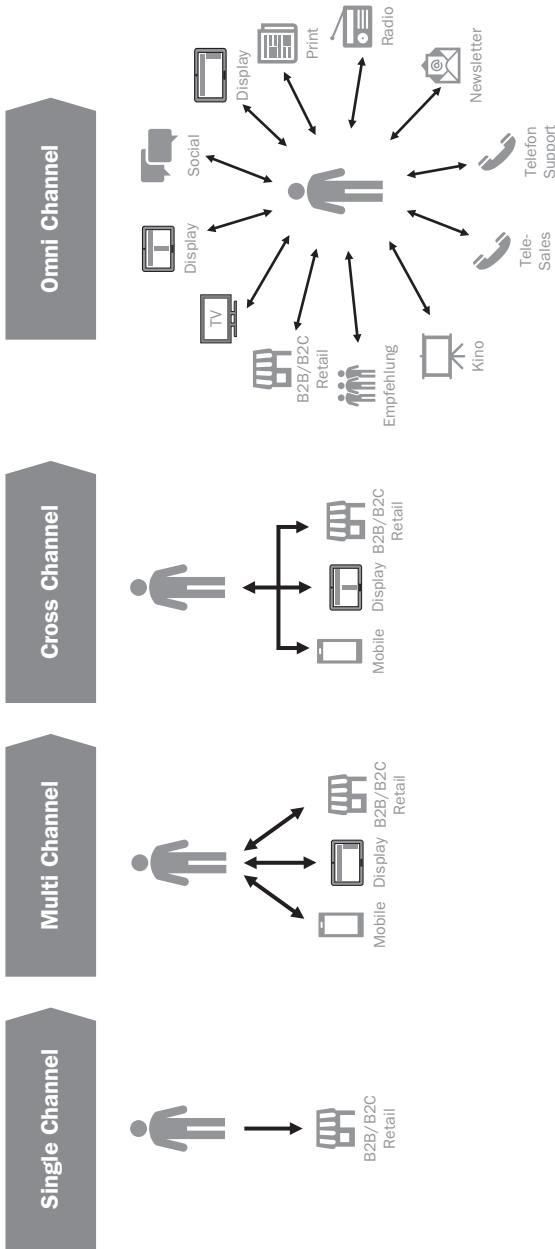 Single Channel
B2B/B2C
Retail
Multi Channel
Mobile
Display
B2B/B2C
Retail
Cross Channel
Mobile
Display
B2B/B2C
Retail
Omni Channel
B2B/B2C
Retail
TV
Display
Social
Display
Print
Radio
Newsletter
Telefon
Support
Tele-
Sales
Kino
Empfehlung